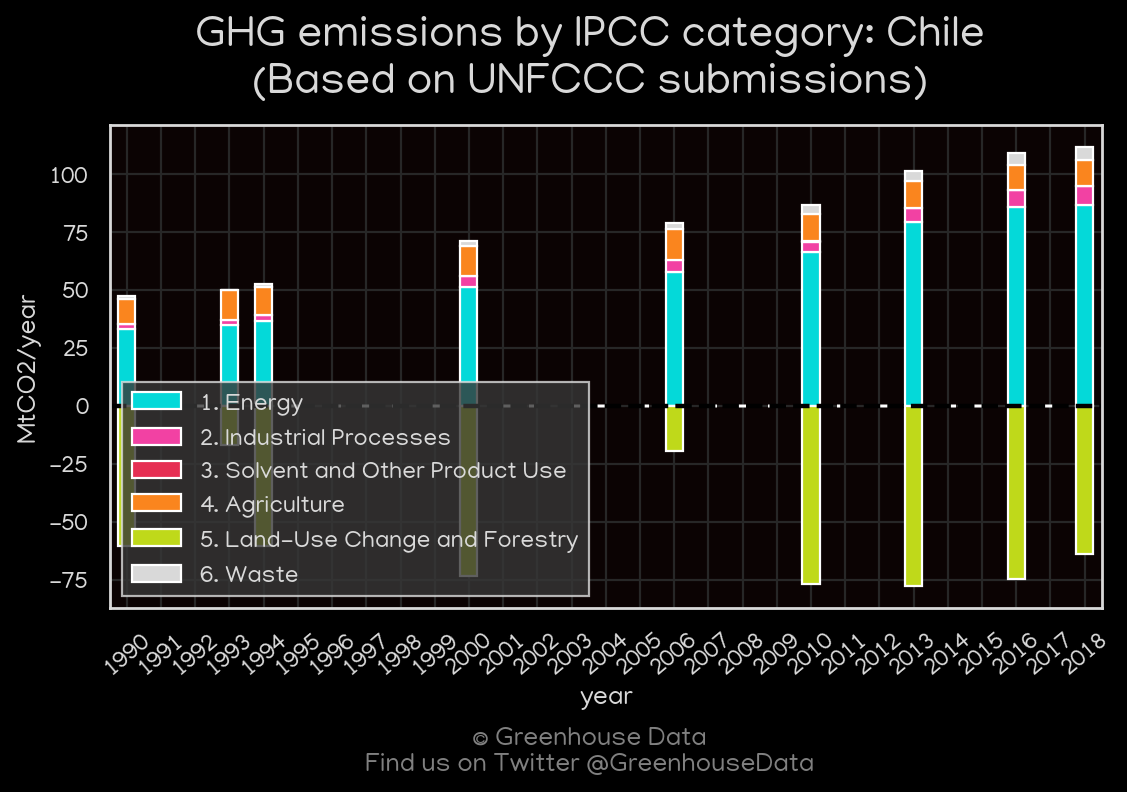 GHG emissions by IPCC category: Chile
(Based on UNFCCC submissions)
MtCO2/year
100
75
50
25
0
−25
−50
−75
1. Energy
2. Industrial Processes
3. Solvent and Other Product Use
4. Agriculture
5. Land-Use Change and Forestry
6. Waste
1990 1991 1992 1993 1994 1995 1996 1997 1998 1999 2000 2001 2002 2003 2004 2005 2006 2007 2008 2009 2010 2011 2012 2013 2014 2015 2016 2017 2018
year
© Greenhouse Data
Find us on Twitter @GreenhouseData